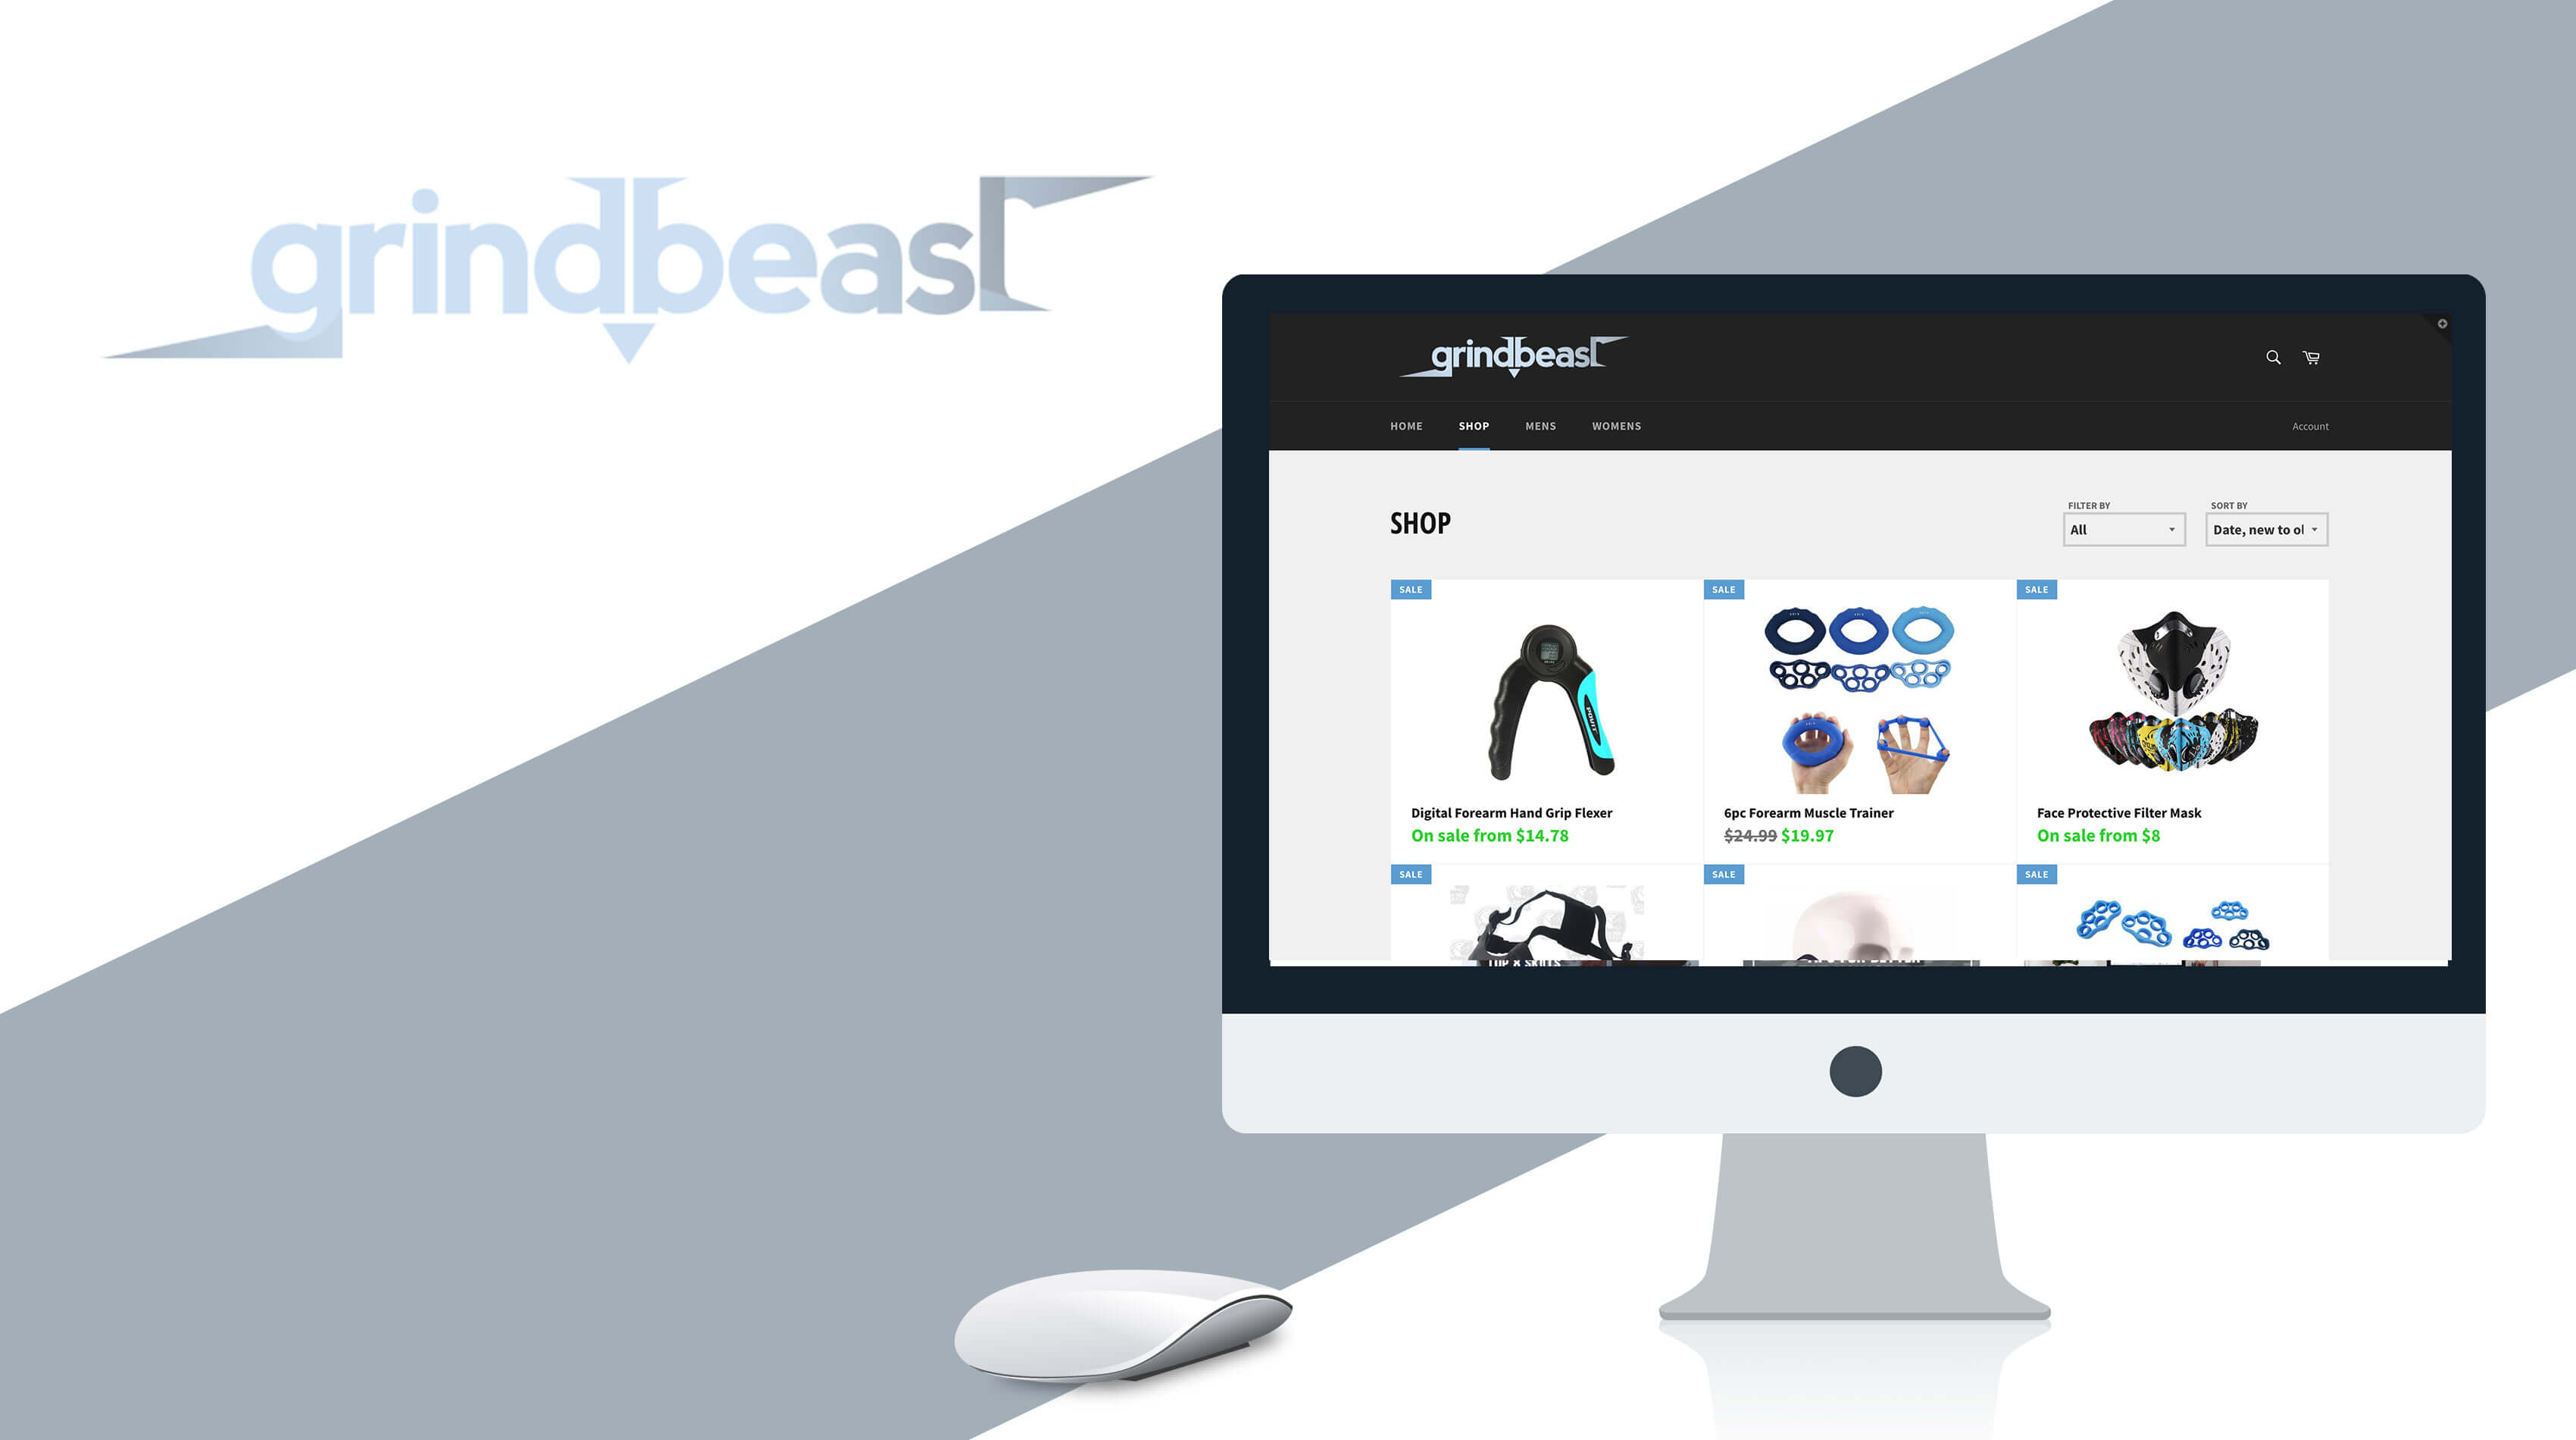 grindbeast
grindbeast
HOME SHOP MENS WOMENS Account
SHOP
FILTER BY SORT BY
All Date, new to ol
SALE SALE SALE
POVIT
Digital Forearm Hand Grip Flexer
On sale from $14.78
6pc Forearm Muscle Trainer
$24.99 $19.97
Face Protective Filter Mask
On sale from $8
SALE SALE SALE